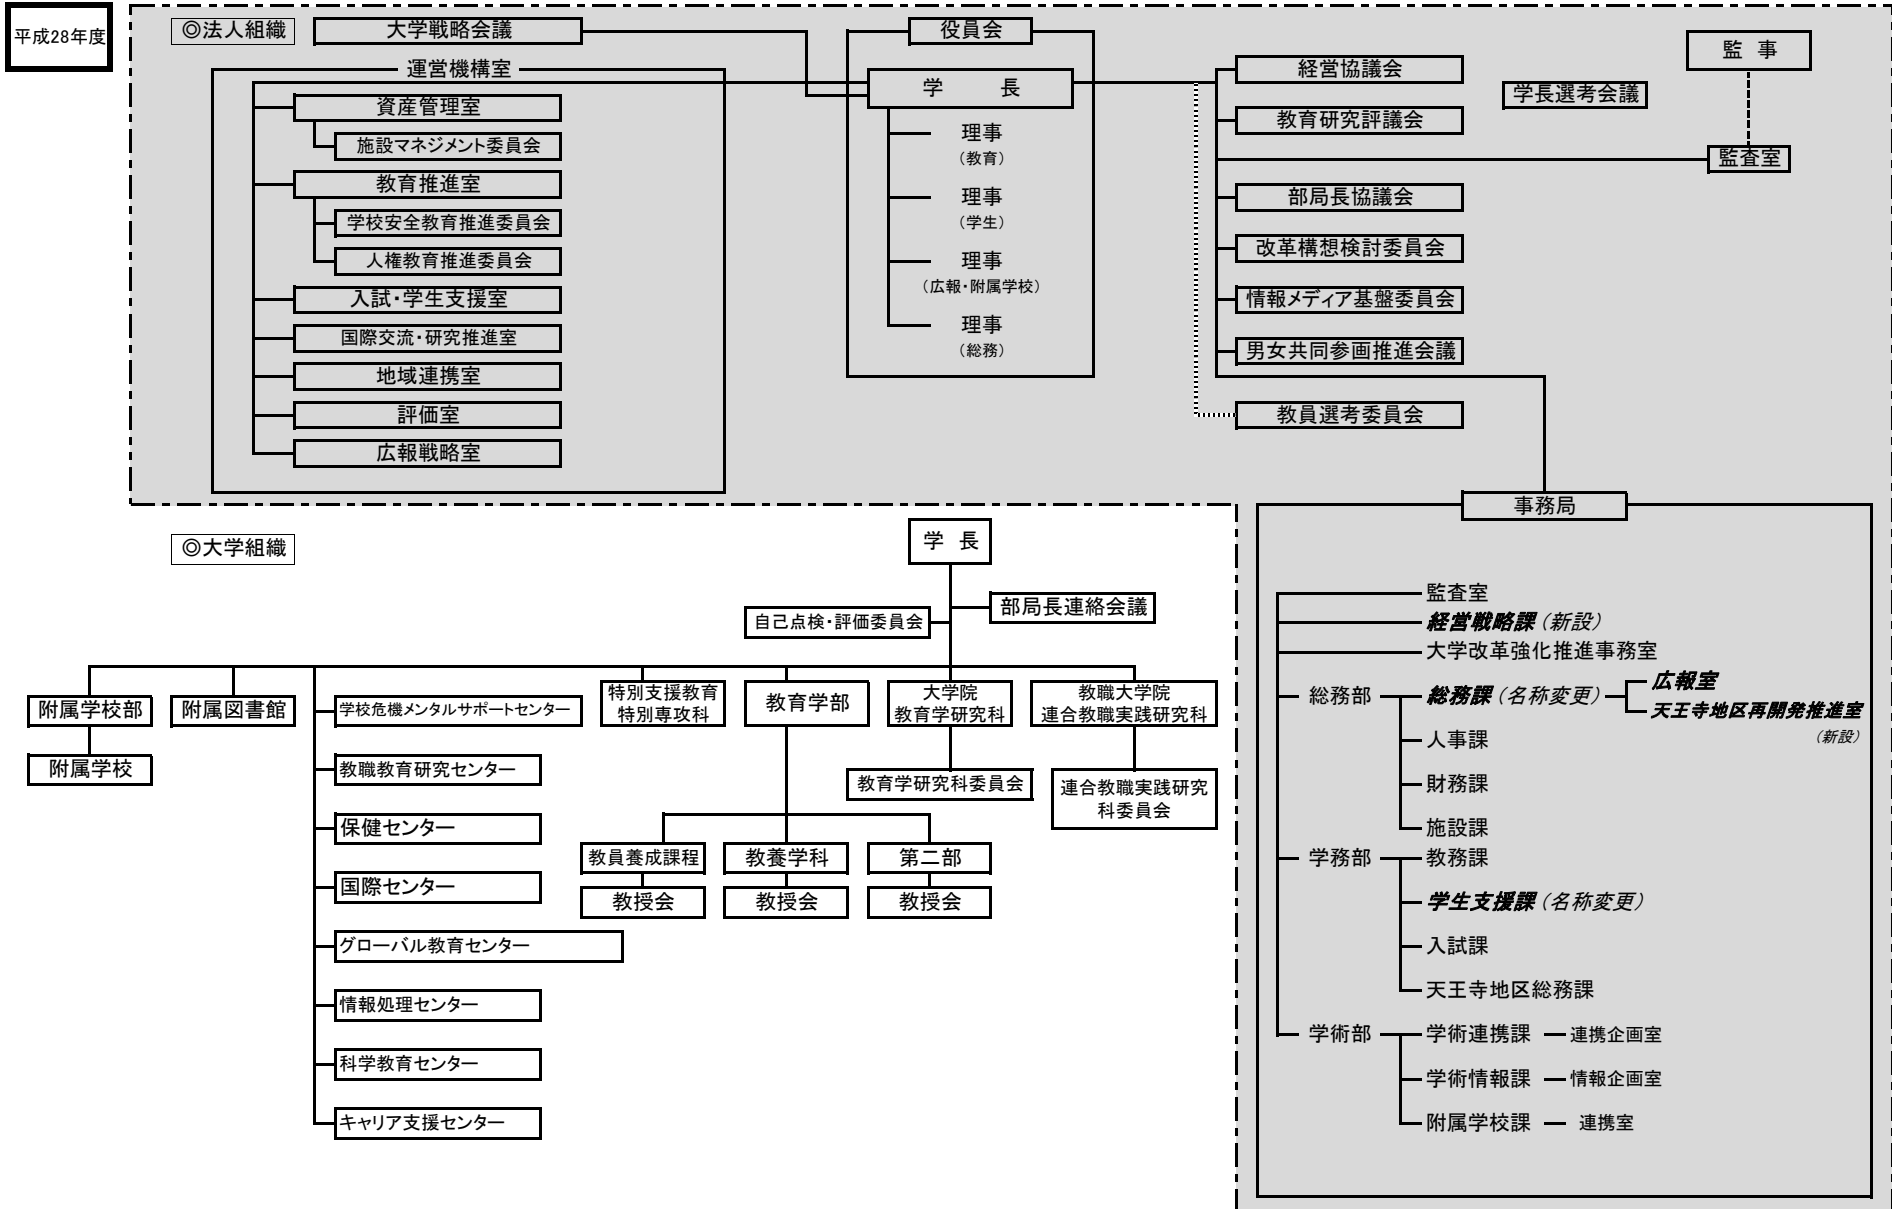 平成28年度
◎法人組織
大学戦略会議
役員会
監　事
運営機構室
学　長
経営協議会
学長選考会議
資産管理室
施設マネジメント委員会
教育推進室
学校安全教育推進委員会
人権教育推進委員会
入試・学生支援室
国際交流・研究推進室
地域連携室
評価室
広報戦略室
理事
（教育）
理事
（学生）
理事
（広報・附属学校）
理事
（総務）
教育研究評議会
監査室
部局長協議会
改革構想検討委員会
情報メディア基盤委員会
男女共同参画推進会議
教員選考委員会
事務局
監査室
経営戦略課（新設）
大学改革強化推進事務室
総務部
総務課（名称変更）
広報室
天王寺地区再開発推進室
（新設）
人事課
財務課
施設課
学務部
教務課
学生支援課（名称変更）
入試課
天王寺地区総務課
学術部
学術連携課
連携企画室
学術情報課
情報企画室
附属学校課
連携室
◎大学組織
学　長
部局長連絡会議
自己点検・評価委員会
附属学校部
附属学校
附属図書館
学校危機メンタルサポートセンター
教職教育研究センター
保健センター
国際センター
グローバル教育センター
情報処理センター
科学教育センター
キャリア支援センター
特別支援教育
特別専攻科
教育学部
大学院
教育学研究科
教職大学院
連合教職実践研究科
教育学研究科委員会
連合教職実践研究
科委員会
教員養成課程
教養学科
第二部
教授会
教授会
教授会